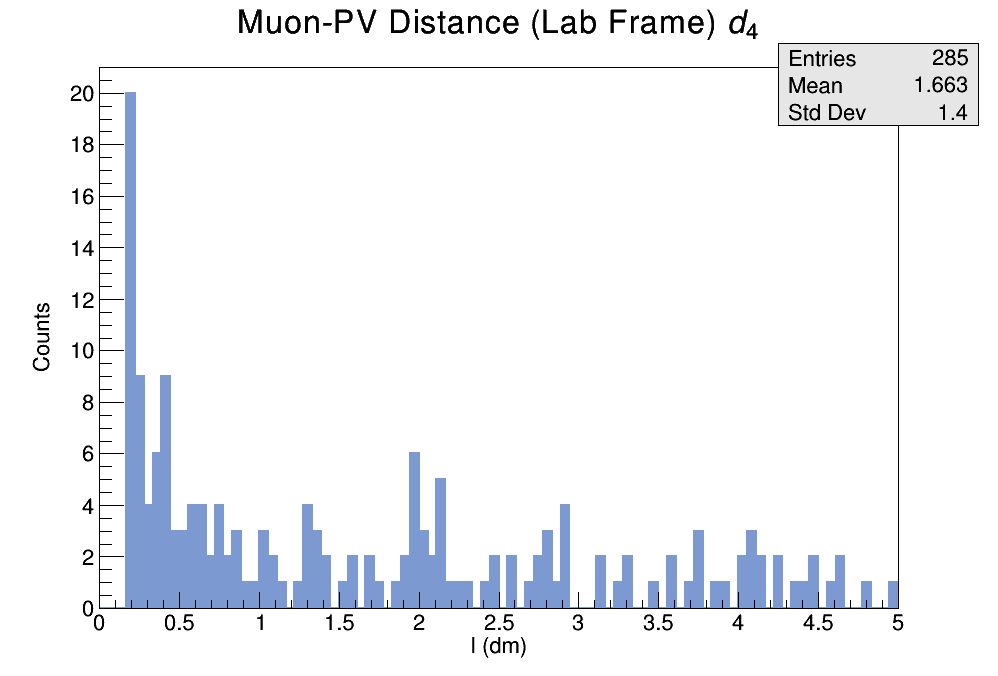 Muon-PV Distance (Lab Frame) d₄
Entries 285
Mean 1.663
Std Dev 1.4
20
18
16
14
12
10
8
6
4
2
0
Counts
0 0.5 1 1.5 2 2.5 3 3.5 4 4.5 5
l (dm)